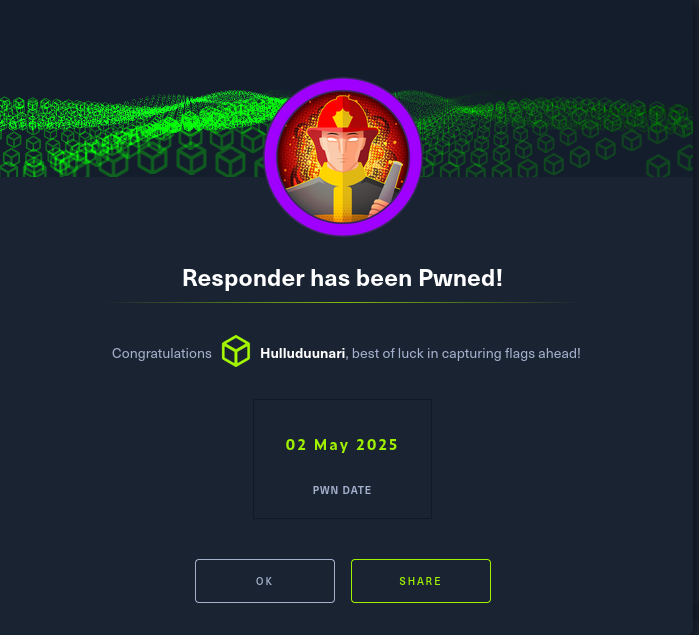 Responder has been Pwned!
Congratulations Hulluduunari, best of luck in capturing flags ahead!
02 May 2025
PWN DATE
OK SHARE